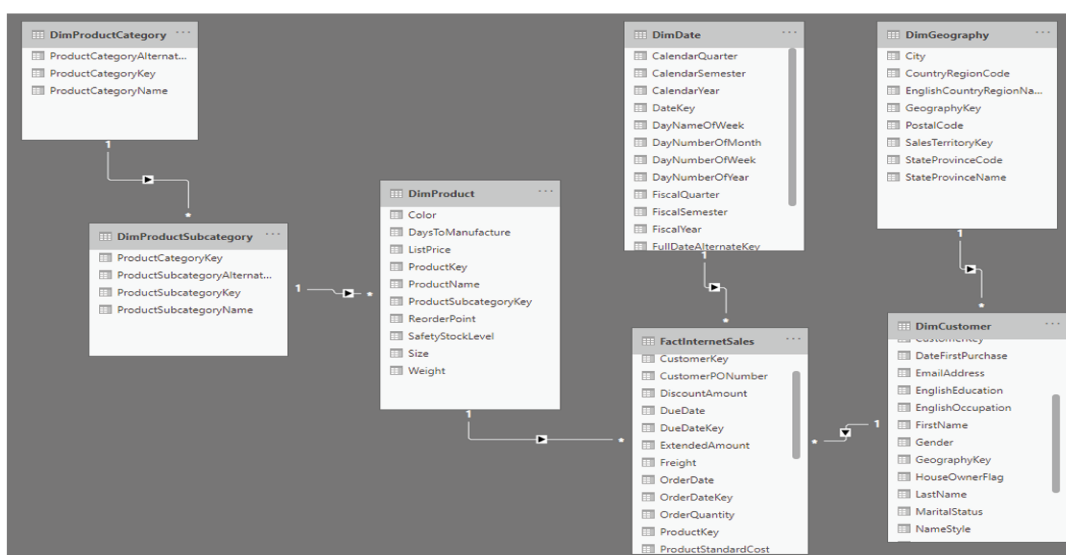 DimProductCategory ...
ProductCategoryAlternat...
ProductCategoryKey
ProductCategoryName
1
*
DimProductSubcategory ...
ProductCategoryKey
ProductSubcategoryAlternat...
ProductSubcategoryKey
ProductSubcategoryName
1
*
DimProduct ...
Color
DaysToManufacture
ListPrice
ProductKey
ProductName
ProductSubcategoryKey
ReorderPoint
SafetyStockLevel
Size
Weight
1
*
DimDate ...
CalendarQuarter
CalendarSemester
CalendarYear
DateKey
DayNameOfWeek
DayNumberOfMonth
DayNumberOfWeek
DayNumberOfYear
FiscalQuarter
FiscalSemester
FiscalYear
FullDateAlternateKey
1
*
FactInternetSales ...
CustomerKey
CustomerPONumber
DiscountAmount
DueDate
DueDateKey
ExtendedAmount
Freight
OrderDate
OrderDateKey
OrderQuantity
ProductKey
ProductStandardCost
DimGeography ...
City
CountryRegionCode
EnglishCountryRegionNa...
GeographyKey
PostalCode
SalesTerritoryKey
StateProvinceCode
StateProvinceName
1
*
DimCustomer ...
CustomerKey
DateFirstPurchase
EmailAddress
EnglishEducation
EnglishOccupation
FirstName
Gender
GeographyKey
HouseOwnerFlag
LastName
MaritalStatus
NameStyle
1
*